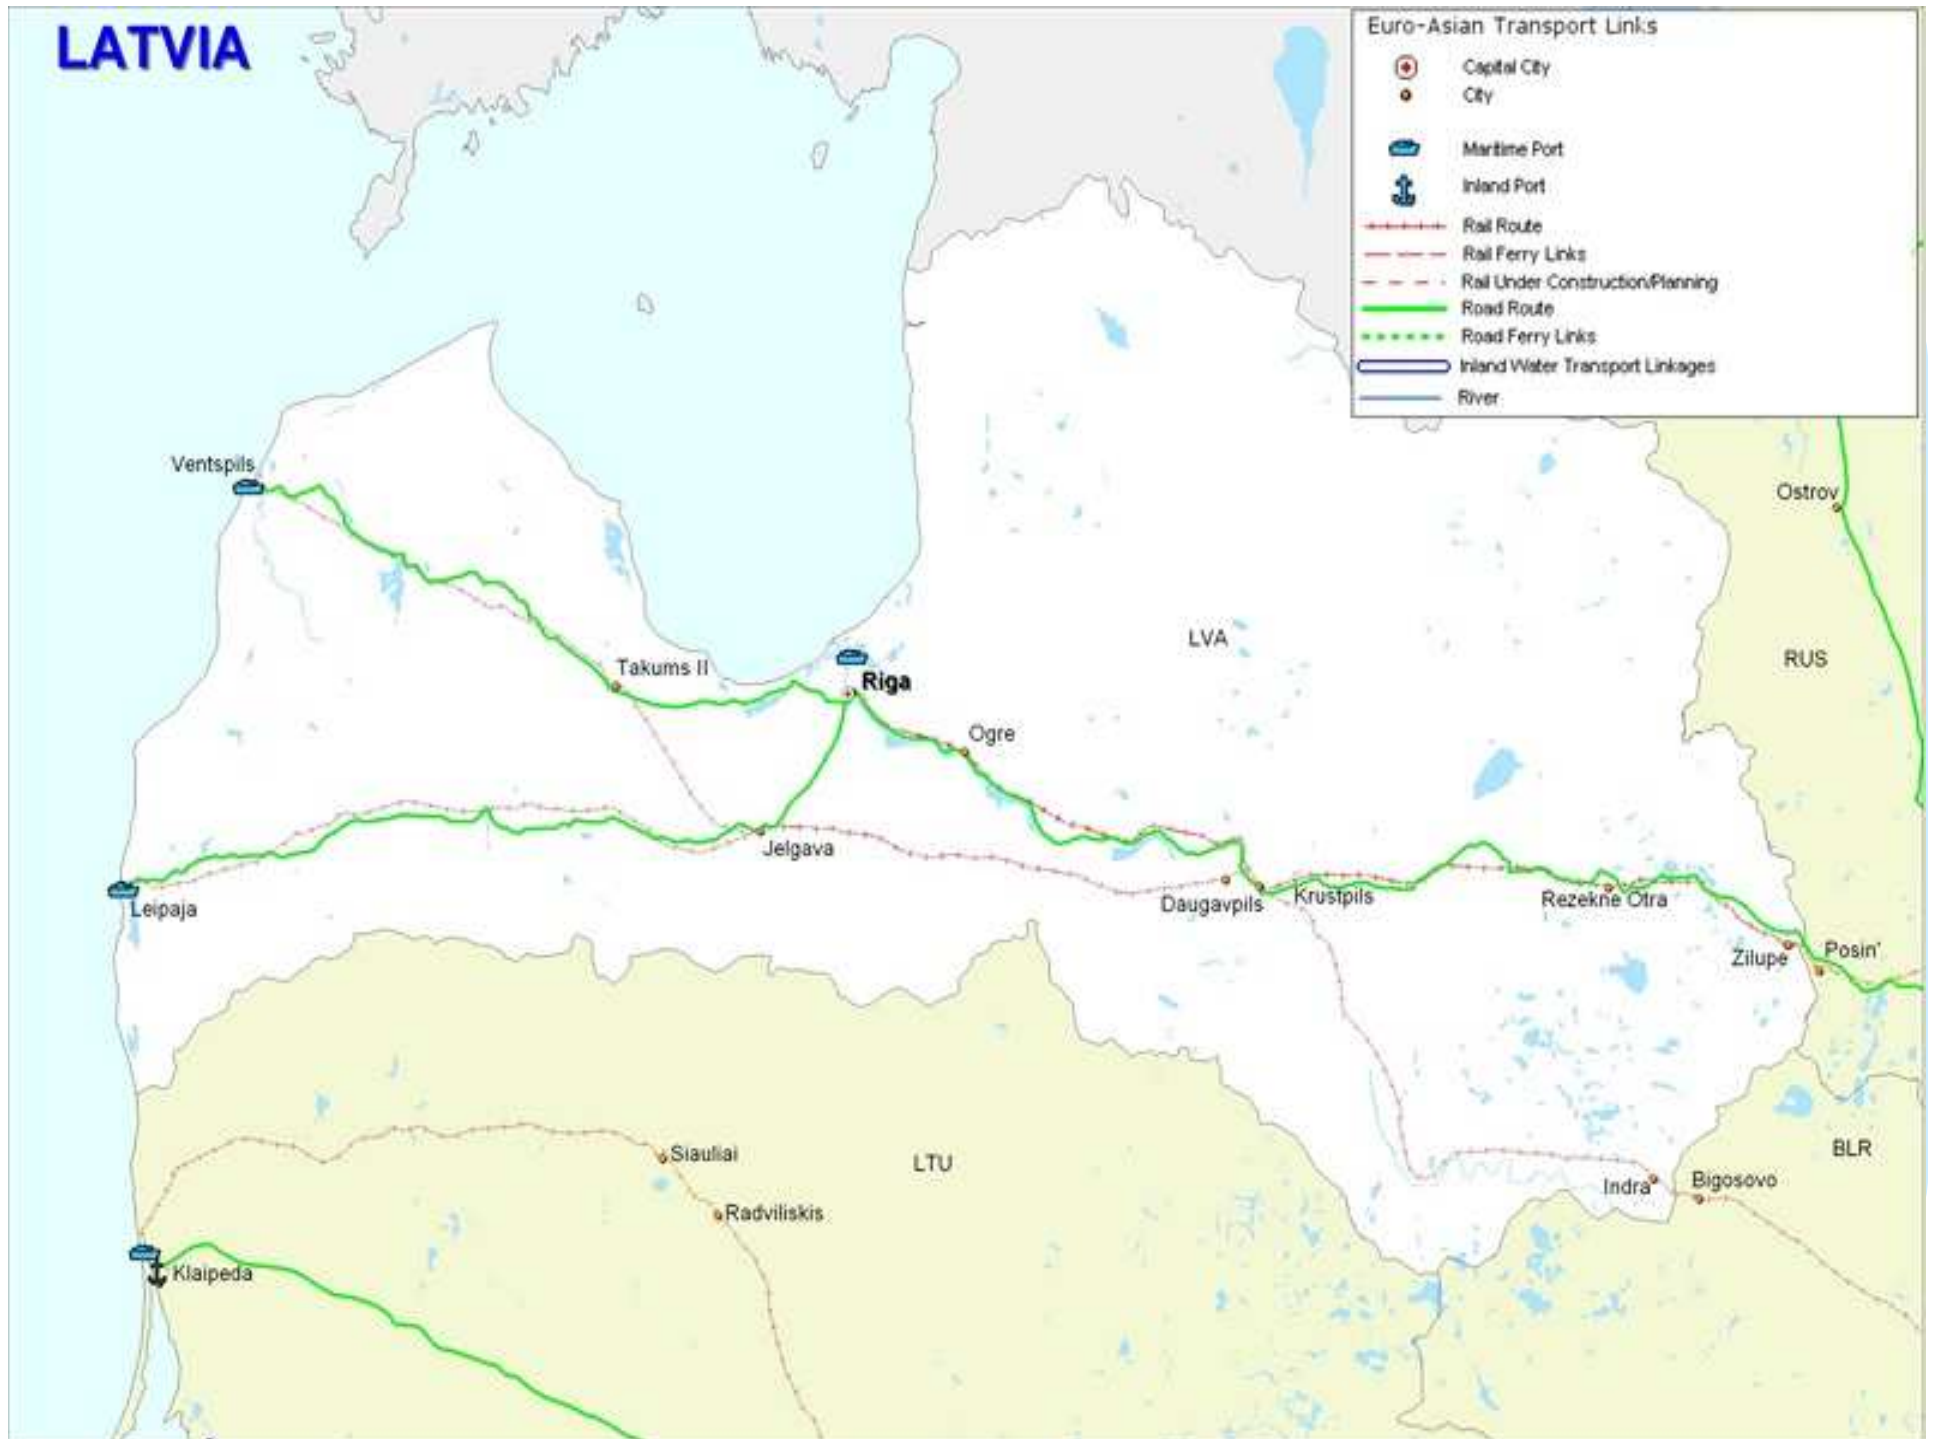 LATVIA
Euro-Asian Transport Links
Capital City
City
Maritime Port
Inland Port
Rail Route
Rail Ferry Links
Rail Under Construction/Planning
Road Route
Road Ferry Links
Inland Water Transport Linkages
River
Ventspils
Ostrov
LVA
RUS
Takums II
Riga
Ogre
Jelgava
Leipaja
Daugavpils
Krustpils
Rezekne Otra
Zilupe
Posin'
Siauliai
LTU
BLR
Indra
Bigosovo
Radviliskis
Klaipeda